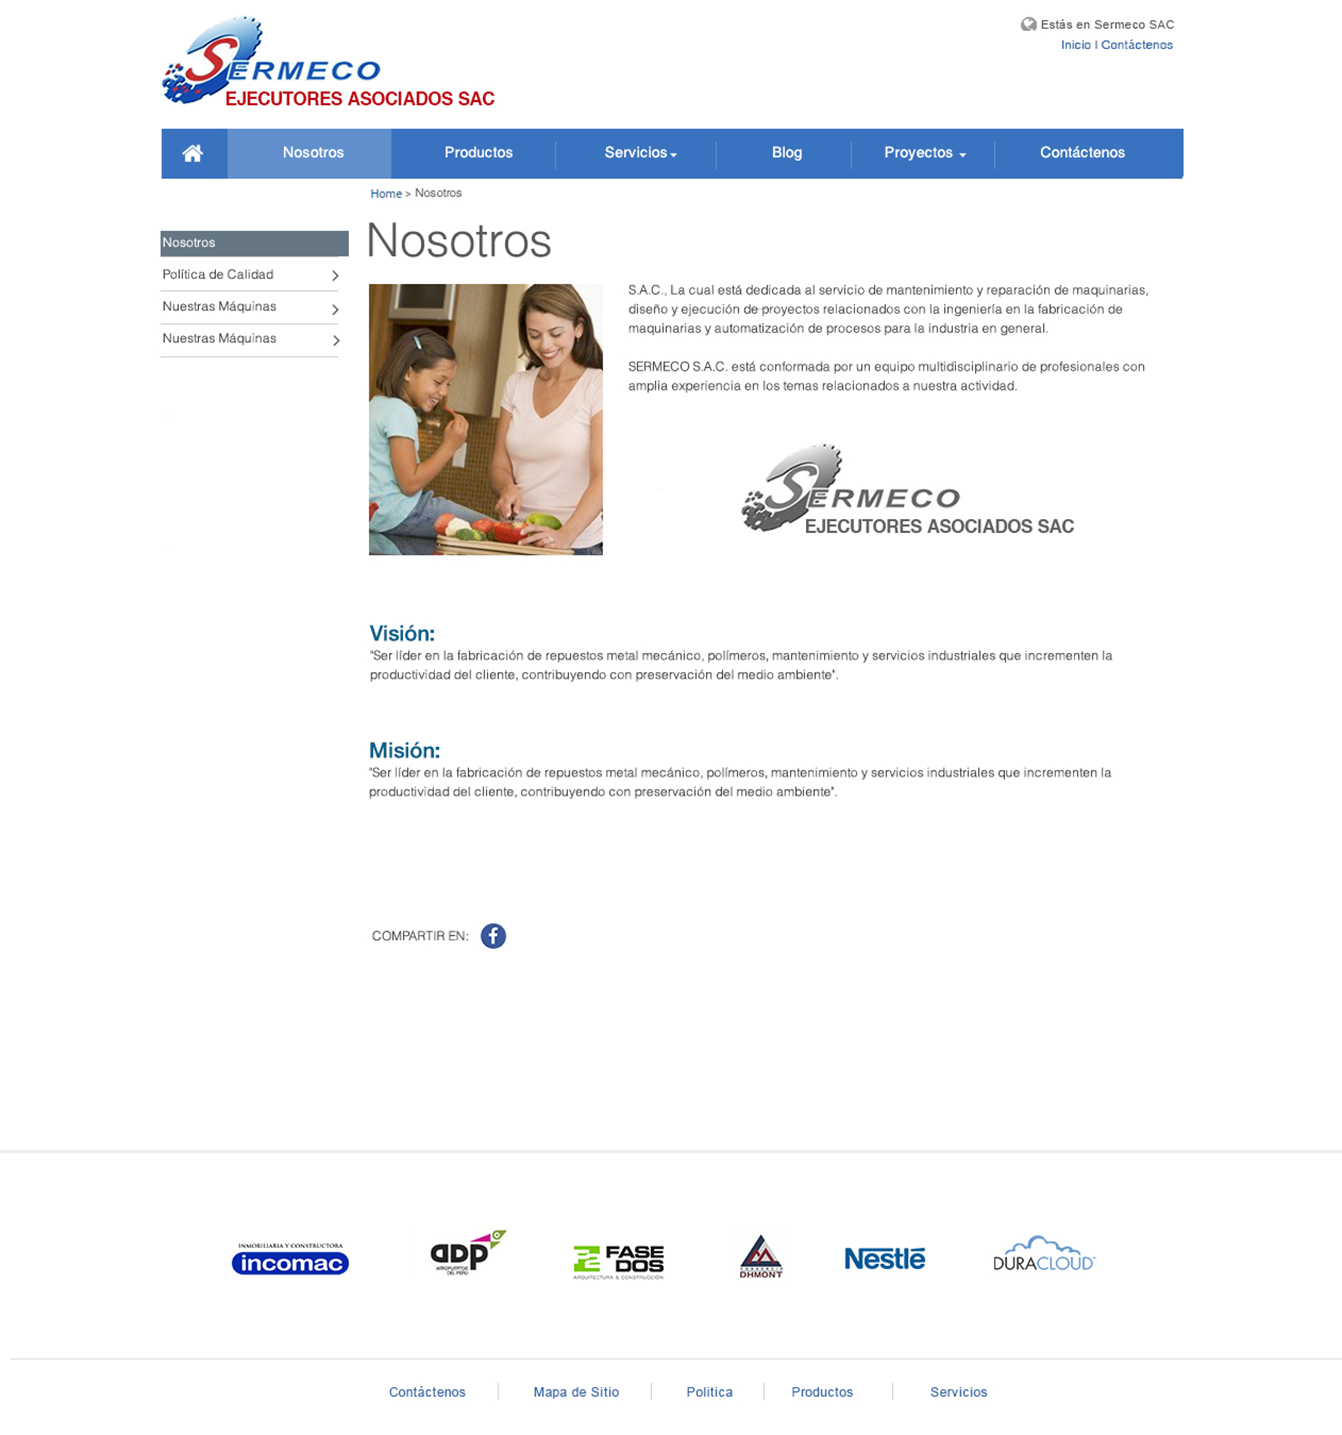 Estás en Sermeco SAC
Inicio | Contáctenos
SERMECO
EJECUTORES ASOCIADOS SAC
Nosotros
Productos
Servicios
Blog
Proyectos
Contáctenos
Home > Nosotros
Nosotros
Política de Calidad
Nuestras Máquinas
Nuestras Máquinas
Nosotros
S.A.C., La cual está dedicada al servicio de mantenimiento y reparación de maquinarias,
diseño y ejecución de proyectos relacionados con la ingeniería en la fabricación de
maquinarias y automatización de procesos para la industria en general.
SERMECO S.A.C. está conformada por un equipo multidisciplinario de profesionales con
amplia experiencia en los temas relacionados a nuestra actividad.
SERMECO
EJECUTORES ASOCIADOS SAC
Visión:
"Ser líder en la fabricación de repuestos metal mecánico, polímeros, mantenimiento y servicios industriales que incrementen la
productividad del cliente, contribuyendo con preservación del medio ambiente".
Misión:
"Ser líder en la fabricación de repuestos metal mecánico, polímeros, mantenimiento y servicios industriales que incrementen la
productividad del cliente, contribuyendo con preservación del medio ambiente".
COMPARTIR EN:
INMOBILIARIA Y CONSTRUCTORA
incomac
ADP
AEROPUERTOS
DEL PERÚ
FASE
DOS
ARQUITECTURA & CONSTRUCCIÓN
CONSORCIO
DHMONT
Nestlé
DURACLOUD
Contáctenos
Mapa de Sitio
Politica
Productos
Servicios